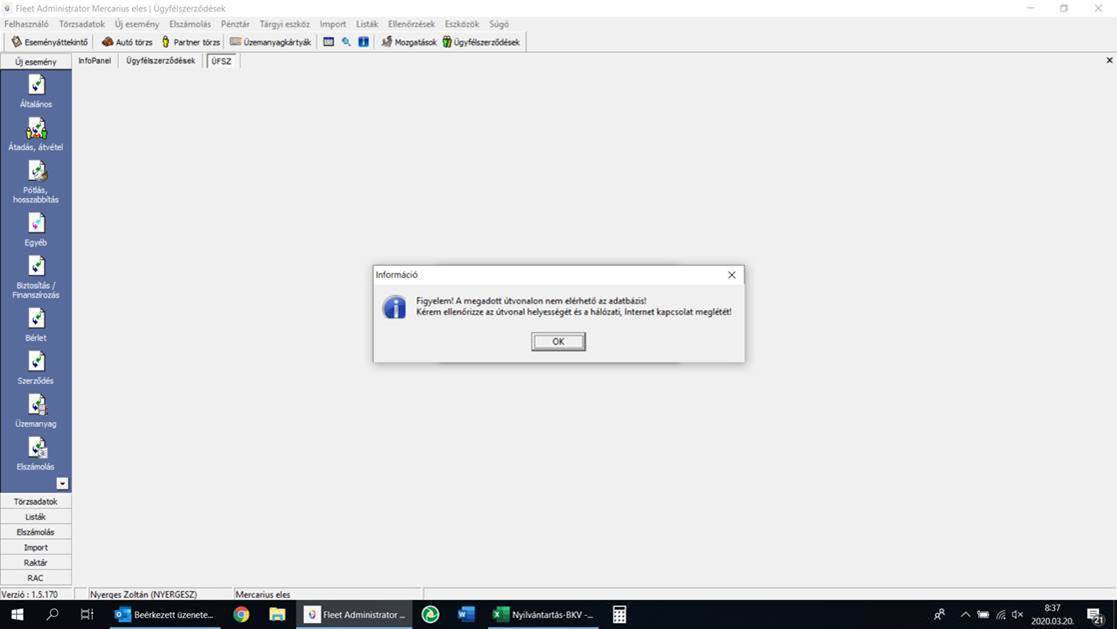 Fleet Administrator Mercarius eles | Ügyfélszerződések
Felhasználó Törzsadatok Új esemény Elszámolás Pénztár Tárgyi eszköz Import Listák Ellenőrzések Eszközök Súgó
Eseményáttekintő Autó törzs Partner törzs Üzemanyagkártyák Mozgatások Ügyfélszerződések
Új esemény InfoPanel Ügyfélszerződések ÜFSZ
Általános
Átadás, átvétel
Pótlás,
hosszabbítás
Egyéb
Biztosítás /
Finanszírozás
Bérlet
Szerződés
Üzemanyag
Elszámolás
Törzsadatok
Listák
Elszámolás
Import
Raktár
RAC
Információ
Figyelem! A megadott útvonalon nem elérhető az adatbázis!
Kérem ellenőrizze az útvonal helyességét és a hálózati, Internet kapcsolat meglétét!
OK
Verzió : 1.5.170 Nyerges Zoltán (NYERGESZ) Mercarius eles
Beérkezett üzenete... Fleet Administrator ... Nyilvántartás-BKV -...
8:37
2020.03.20.
21